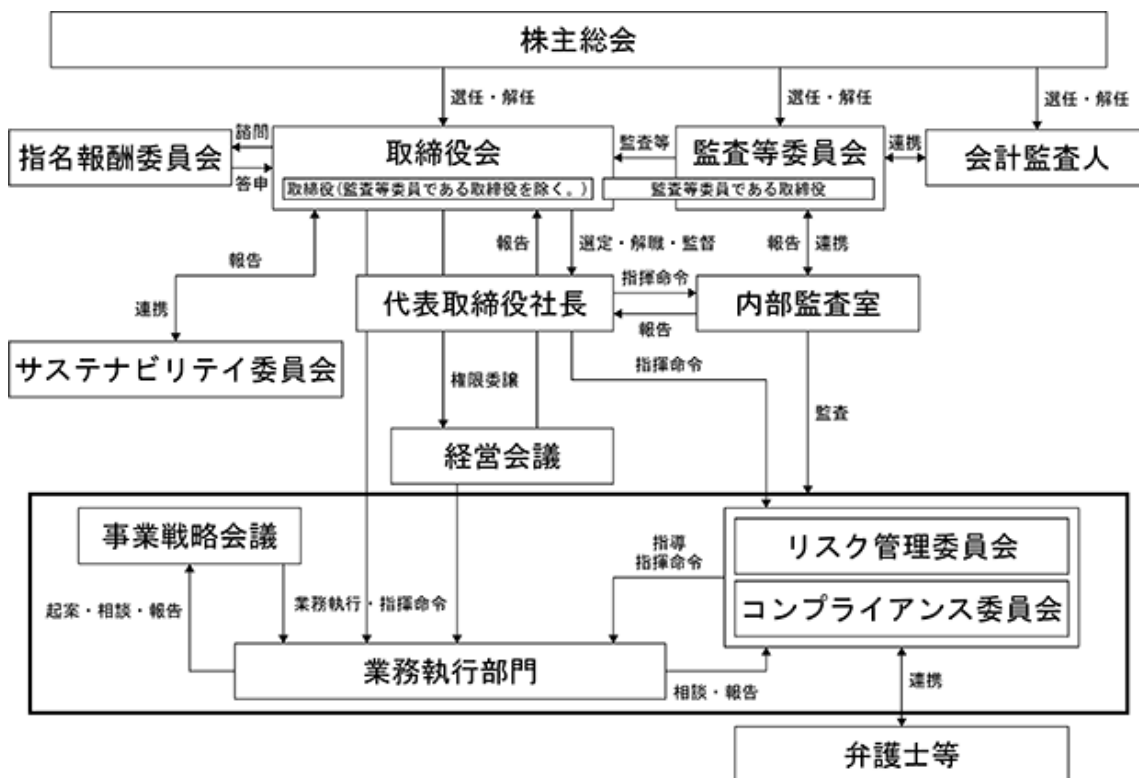 株主総会
選任・解任
選任・解任
選任・解任
指名報酬委員会
諮問
答申
取締役会
取締役(監査等委員である取締役を除く。)
監査等
監査等委員会
監査等委員である取締役
連携
会計監査人
報告
連携
報告
選定・解職・監督
報告
連携
代表取締役社長
指揮命令
報告
内部監査室
サステナビリテイ委員会
権限委譲
指揮命令
監査
経営会議
事業戦略会議
起案・相談・報告
業務執行・指揮命令
指導
指揮命令
リスク管理委員会
コンプライアンス委員会
業務執行部門
相談・報告
連携
弁護士等